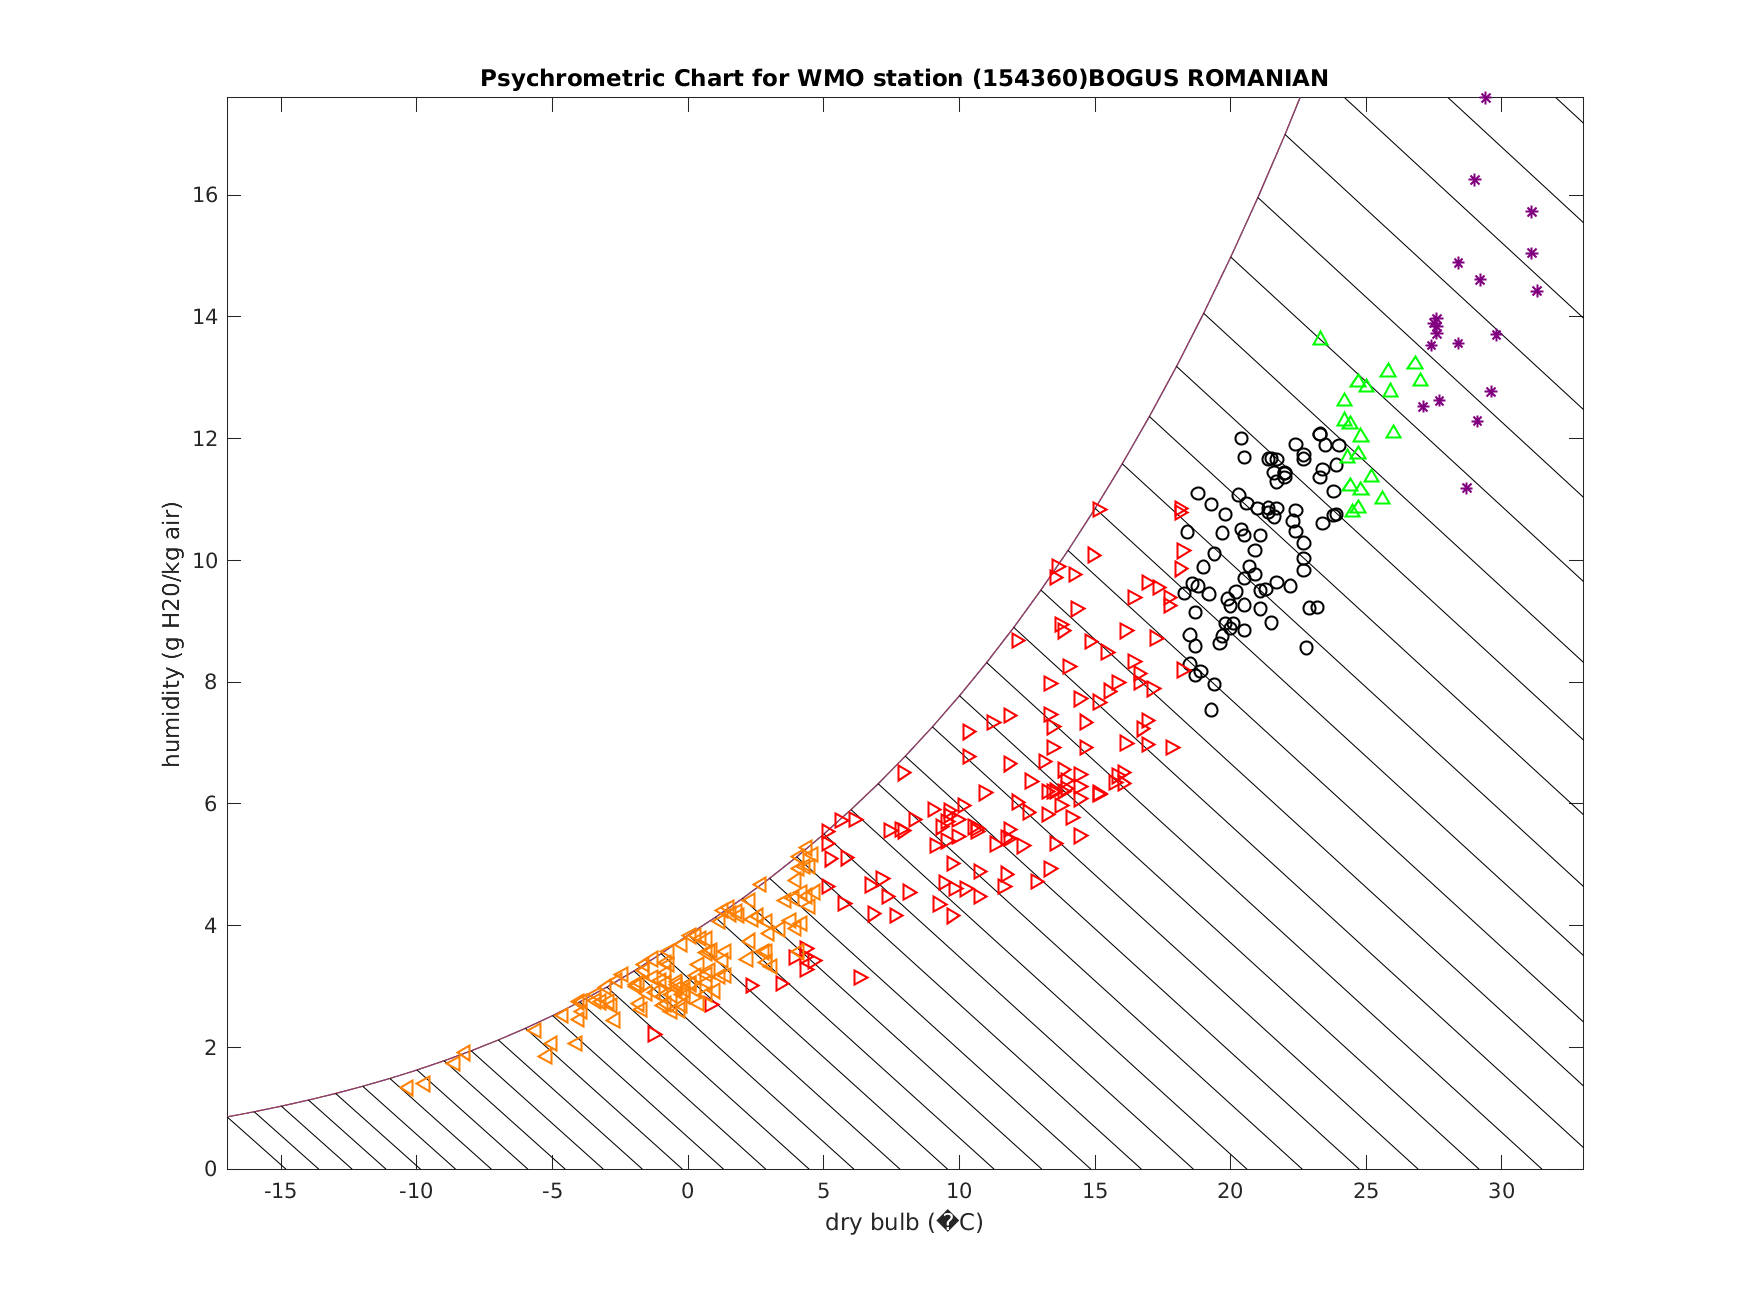 Psychrometric Chart for WMO station (154360)BOGUS ROMANIAN
humidity (g H20/kg air)
16
14
12
10
8
6
4
2
0
-15 -10 -5 0 5 10 15 20 25 30
dry bulb (�C)